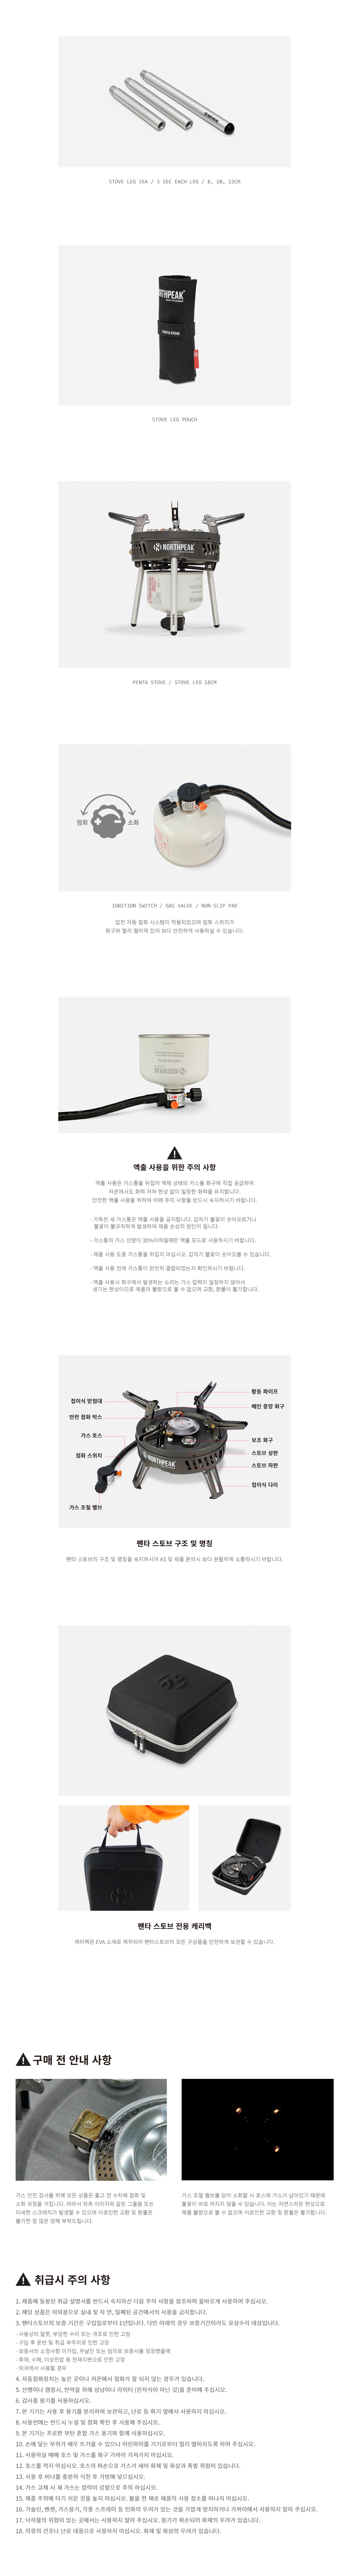 STOVE LEG 3EA / 3 SEC EACH LEG / 8, 10, 13CM
NORTHPEAK
PENTA STOVE
STOVE LEG POUCH
NORTHPEAK
PENTA STOVE / STOVE LEG 18CM
점화
소화
IGNITION SWITCH / GAS VALVE / NON-SLIP PAD
압전 자동 점화 시스템이 적용되었으며 점화 스위치가
화구와 멀리 떨어져 있어 보다 안전하게 사용하실 수 있습니다.
NORTHPEAK
액출 사용을 위한 주의 사항
액출 사용은 가스통을 뒤집어 액체 상태의 가스를 화구에 직접 공급하여
저온에서도 화력 저하 현상 없이 일정한 화력을 유지합니다.
안전한 액출 사용을 위하여 아래 주의 사항을 반드시 숙지하시기 바랍니다.
- 가득찬 새 가스통은 액출 사용을 금지합니다. 갑자기 불꽃이 솟아오르거나
불꽃이 불규칙하게 발생하여 제품 손상의 원인이 됩니다.
- 가스통의 가스 잔량이 30%이하일때만 액출 모드로 사용하시기 바랍니다.
- 제품 사용 도중 가스통을 뒤집지 마십시오. 갑자기 불꽃이 솟아오를 수 있습니다.
- 액출 사용 전에 가스통이 완전히 결합되었는지 확인하시기 바랍니다.
- 액출 사용시 화구에서 발생하는 소리는 가스 압력이 일정하지 않아서
생기는 현상이므로 제품의 불량으로 볼 수 없으며 교환, 환불이 불가합니다.
황동 파이프
접이식 받침대
메인 중앙 화구
안전 점화 박스
가스 호스
보조 화구
스토브 상판
점화 스위치
스토브 하판
NORTHPEAK
접이식 다리
가스 조절 밸브
펜타 스토브 구조 및 명칭
펜타 스토브의 구조 및 명칭을 숙지하시어 AS 및 제품 문의시 보다 원활하게 소통하시기 바랍니다.
펜타 스토브 전용 캐리백
캐리백은 EVA 소재로 제작되어 펜타스토브의 모든 구성품을 안전하게 보관할 수 있습니다.
구매 전 안내 사항
가스 안전 검사를 위해 모든 상품은 출고 전 수차례 점화 및
소화 과정을 거칩니다. 따라서 좌측 이미지와 같은 그을음 또는
미세한 스크래치가 발생할 수 있으며 이로인한 교환 및 환불은
불가한 점 많은 양해 부탁드립니다.
가스 조절 밸브를 닫아 소화할 시 호스에 가스가 남아있기 때문에
불꽃이 바로 꺼지지 않을 수 있습니다. 이는 자연스러운 현상으로
제품 불량으로 볼 수 없으며 이로인한 교환 및 환불은 불가합니다.
취급시 주의 사항
1. 제품에 동봉된 취급 설명서를 반드시 숙지하신 다음 주의 사항을 참조하여 올바르게 사용하여 주십시오.
2. 해당 상품은 야외용으로 실내 및 차 안, 밀폐된 공간에서의 사용을 금지합니다.
3. 펜타스토브의 보증 기간은 구입일로부터 1년입니다. 다만 아래의 경우 보증기간이라도 유상수리 대상입니다.
- 사용상의 잘못, 부당한 수리 또는 개조로 인한 고장
- 구입 후 운반 및 취급 부주의로 인한 고장
- 보증서의 소정사항 미기입, 무날인 또는 임의로 보증서를 정정했을때
- 화재, 수해, 이상전압 등 천재지변으로 인한 고장
- 외국에서 사용할 경우
4. 자동점화장치는 높은 곳이나 저온에서 점화가 잘 되지 않는 경우가 있습니다.
5. 산행이나 캠핑시, 만약을 위해 성냥이나 라이터 (전자식이 아닌 것)을 준비해 주십시오.
6. 검사품 용기를 사용하십시오.
7. 본 기기는 사용 후 용기를 분리하여 보관하고, 난로 등 화기 옆에서 사용하지 마십시오.
8. 사용전에는 반드시 누설 및 점화 확인 후 사용해 주십시오.
9. 본 기기는 프로판 부탄 혼합 가스 용기와 함께 사용하십시오.
10. 손해 닿는 부위가 매우 뜨거울 수 있으니 어린아이를 기기로부터 멀리 떨어지도록 하여 주십시오.
11. 사용하실 때에 호스 및 가스를 화구 가까이 가져가지 마십시오.
12. 호스를 꺽지 마십시오. 호스의 파손으로 가스가 새어 화재 및 화상과 폭발 위험이 있습니다.
13. 사용 후 버너를 충분히 식힌 후 가방에 넣으십시오.
14. 가스 교체 시 새 가스는 압력이 강함으로 주의 하십시오.
15. 제품 주위에 타기 쉬운 것을 놓지 마십시오. 불을 켠 채로 제품의 사용 장소를 떠나지 마십시오.
16. 가솔린, 벤젠, 가스용기, 각종 스프레이 등 인화의 우려가 있는 것을 가깝게 방치하거나 가까이에서 사용하지 말아 주십시오.
17. 낙하물의 위험이 있는 곳에서는 사용하지 말아 주십시오. 용기가 파손되어 화재의 우려가 있습니다.
18. 의류의 건조나 난로 대용으로 사용하지 마십시오. 화재 및 화상의 우려가 있습니다.